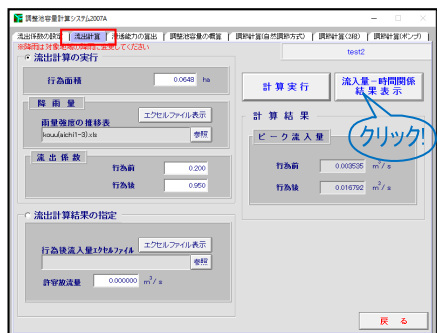 調整池容量計算システム2007A
流出係数の設定 流出計算 流過能力の算出 調整池容量の概算 調節計算(自然調節方式) 調節計算(2段) 調節計算(ポンプ)
※降雨は対象地域の降雨に変更してください
test2
流出計算の実行
行為面積 0.0648 ha
降雨量
雨量強度の推移表 エクセルファイル表示
kouu(aichi1-3).xls 参照
流出係数
行為前 0.200
行為後 0.950
流出計算結果の指定
行為後流入量エクセルファイル エクセルファイル表示
参照
許容放流量 0.000000 m3/s
計算実行
流入量-時間関係
結果表示
クリック!
計算結果
ピーク流入量
行為前 0.003535 m3/s
行為後 0.016792 m3/s
戻る